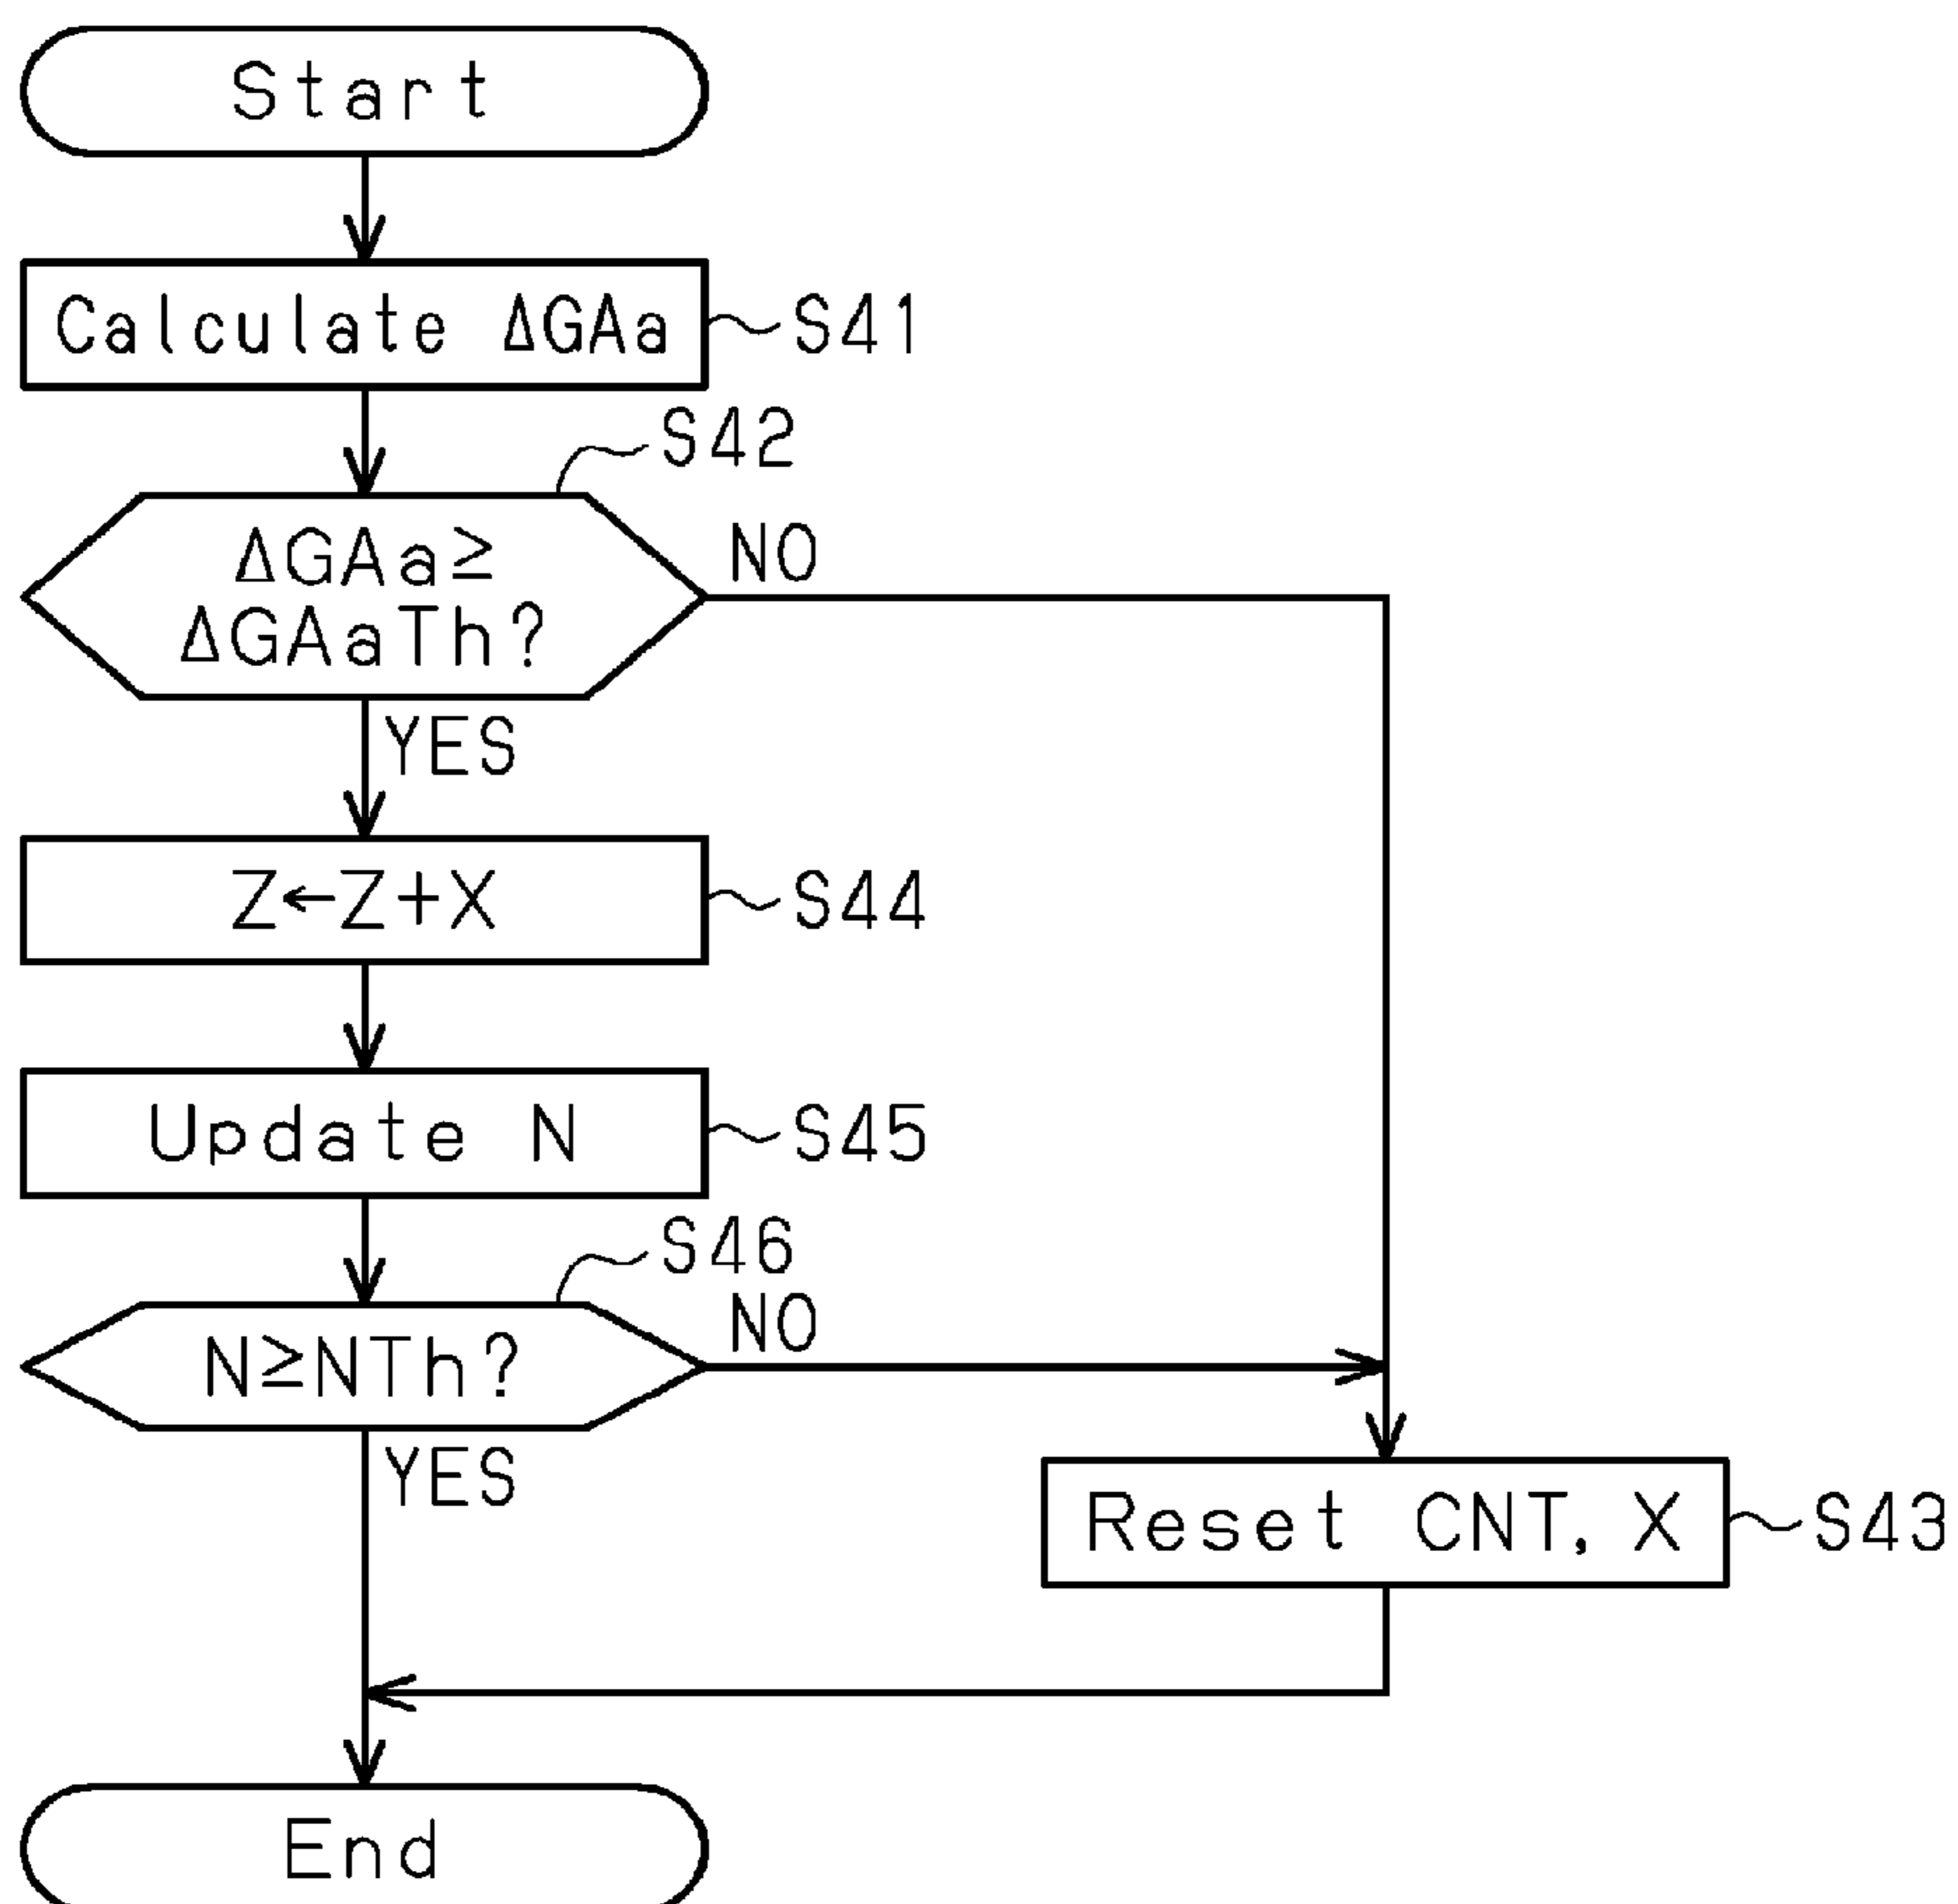 Start
Calculate ΔGAa
S41
S42
ΔGAa≥
ΔGAaTh?
NO
YES
Z←Z+X
S44
Update N
S45
S46
N≥NTh?
NO
YES
Reset CNT, X
S43
End